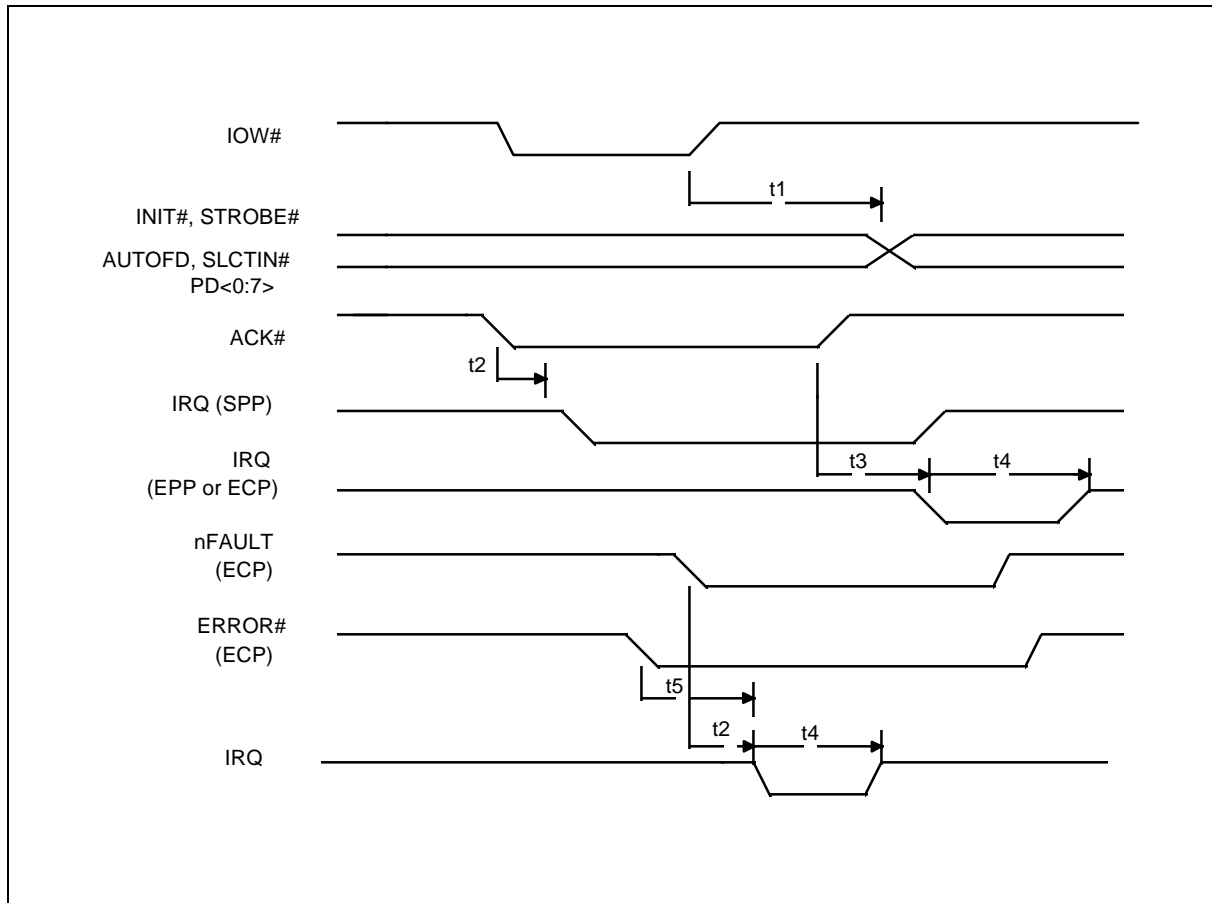 IOW#
t1
INIT#, STROBE#
AUTOFD, SLCTIN#
PD<0:7>
ACK#
t2
IRQ (SPP)
IRQ
(EPP or ECP)
t3
t4
nFAULT
(ECP)
ERROR#
(ECP)
t5
t2
t4
IRQ